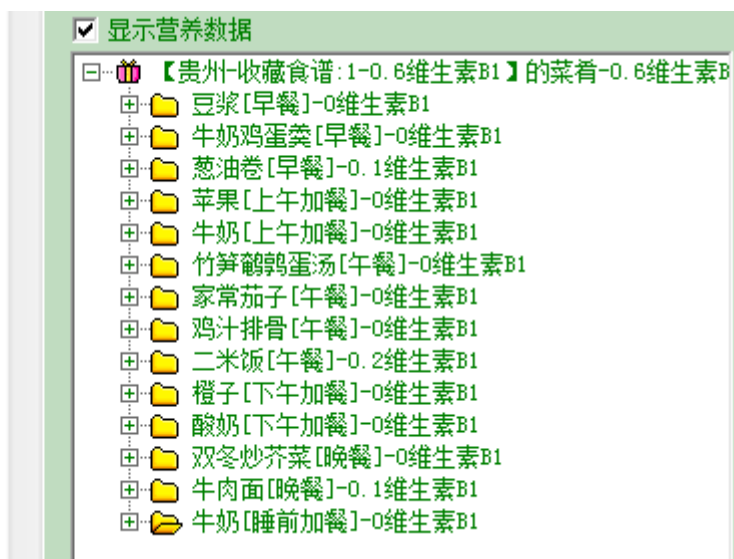 显示营养数据
【贵州-收藏食谱:1-0.6维生素B1】的菜肴-0.6维生素B
豆浆[早餐]-0维生素B1
牛奶鸡蛋羹[早餐]-0维生素B1
葱油卷[早餐]-0.1维生素B1
苹果[上午加餐]-0维生素B1
牛奶[上午加餐]-0维生素B1
竹笋鹌鹑蛋汤[午餐]-0维生素B1
家常茄子[午餐]-0维生素B1
鸡汁排骨[午餐]-0维生素B1
二米饭[午餐]-0.2维生素B1
橙子[下午加餐]-0维生素B1
酸奶[下午加餐]-0维生素B1
双冬炒芥菜[晚餐]-0维生素B1
牛肉面[晚餐]-0.1维生素B1
牛奶[睡前加餐]-0维生素B1